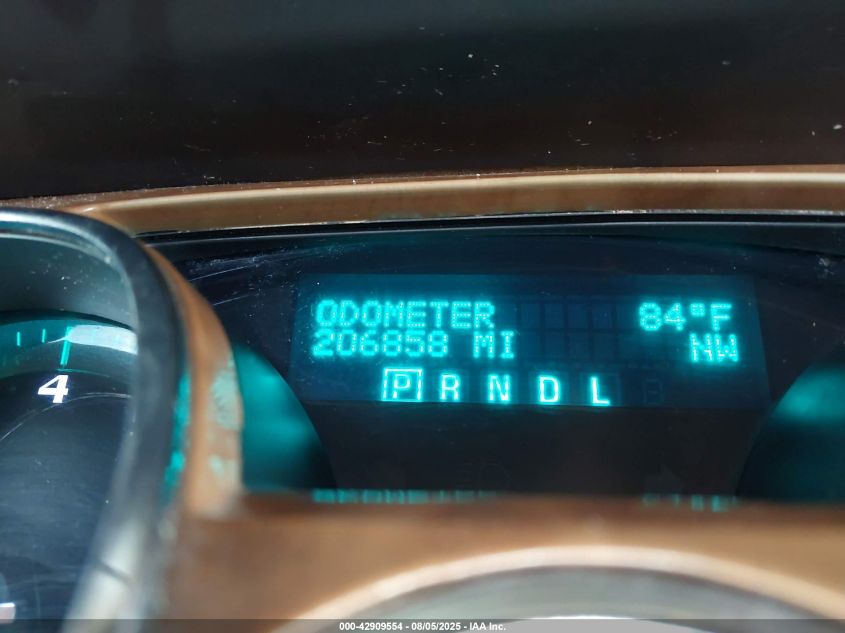 ODOMETER 84°F
206858 MI NW
P R N D L
4
000-42909554 - 08/05/2025 - IAA Inc.